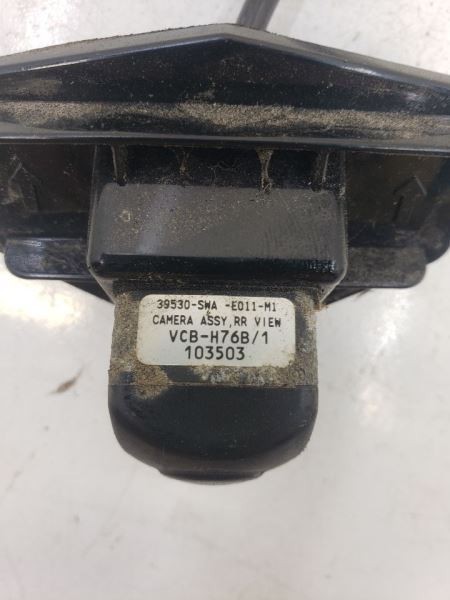 39530-SWA -E011-M1
CAMERA ASSY,RR VIEW
VCB-H76B/1
103503